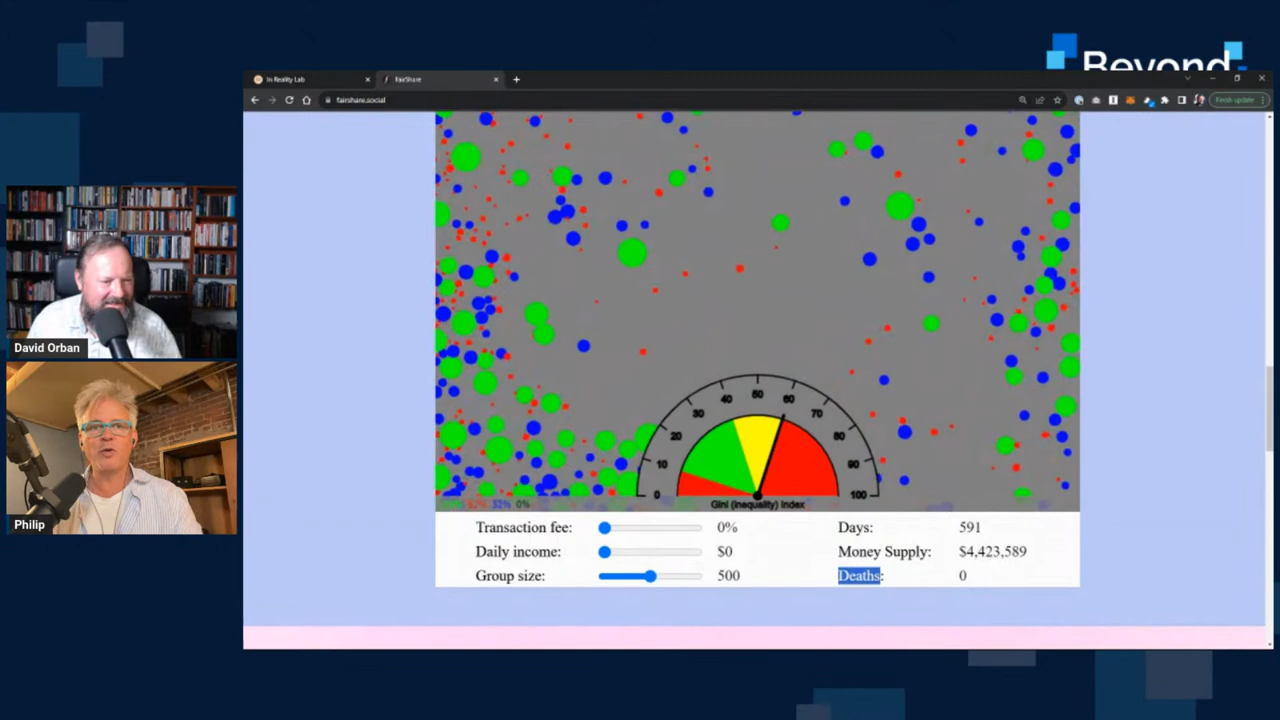 Beyond
In Reality Lab
FairShare
fairshare.social
Finish update
David Orban
Philip
0
10
20
30
40
50
60
70
80
90
100
Gini (inequality) Index
Transaction fee: 0% Days: 591
Daily income: $0 Money Supply: $4,423,589
Group size: 500 Deaths: 0